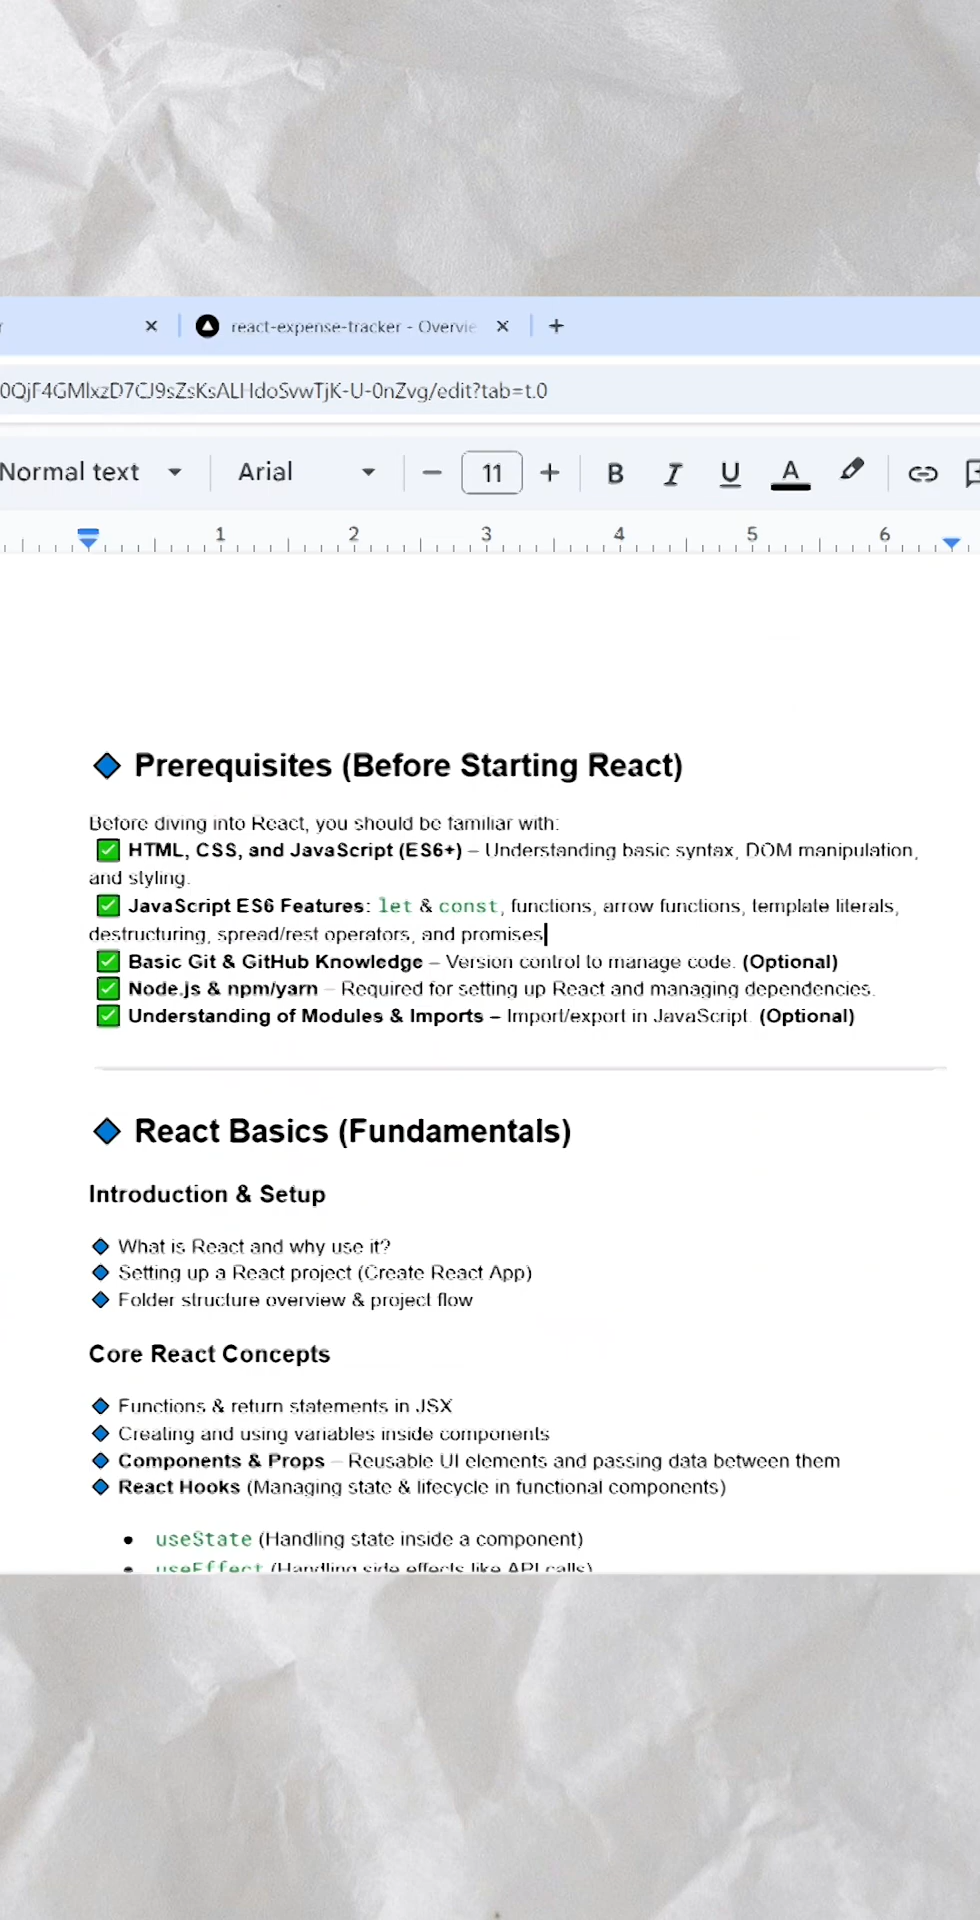 react-expense-tracker - Overvie
0QjF4GMlxzD7CJ9sZsKsALHdoSvwTjK-U-0nZvg/edit?tab=t.0
Normal text Arial 11 B I U A
1 2 3 4 5 6
Prerequisites (Before Starting React)
Before diving into React, you should be familiar with:
✅ HTML, CSS, and JavaScript (ES6+) – Understanding basic syntax, DOM manipulation,
and styling.
✅ JavaScript ES6 Features: let & const, functions, arrow functions, template literals,
destructuring, spread/rest operators, and promises
✅ Basic Git & GitHub Knowledge – Version control to manage code. (Optional)
✅ Node.js & npm/yarn – Required for setting up React and managing dependencies.
✅ Understanding of Modules & Imports – Import/export in JavaScript. (Optional)
React Basics (Fundamentals)
Introduction & Setup
What is React and why use it?
Setting up a React project (Create React App)
Folder structure overview & project flow
Core React Concepts
Functions & return statements in JSX
Creating and using variables inside components
Components & Props – Reusable UI elements and passing data between them
React Hooks (Managing state & lifecycle in functional components)
● useState (Handling state inside a component)
● useEffect (Handling side effects like API calls)